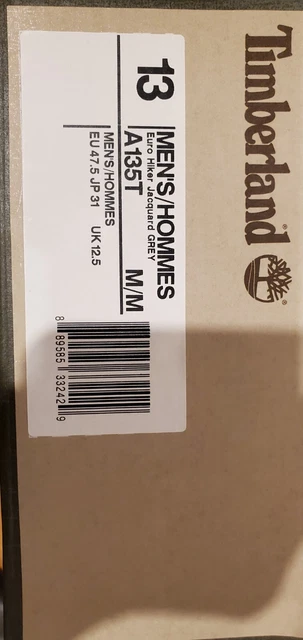 Timberland®
®
13 MEN'S/HOMMES
Euro Hiker Jacquard GREY
A135T M/M
MEN'S/HOMMES
EU 47.5 JP 31 UK 12.5
8 89585 33242 9